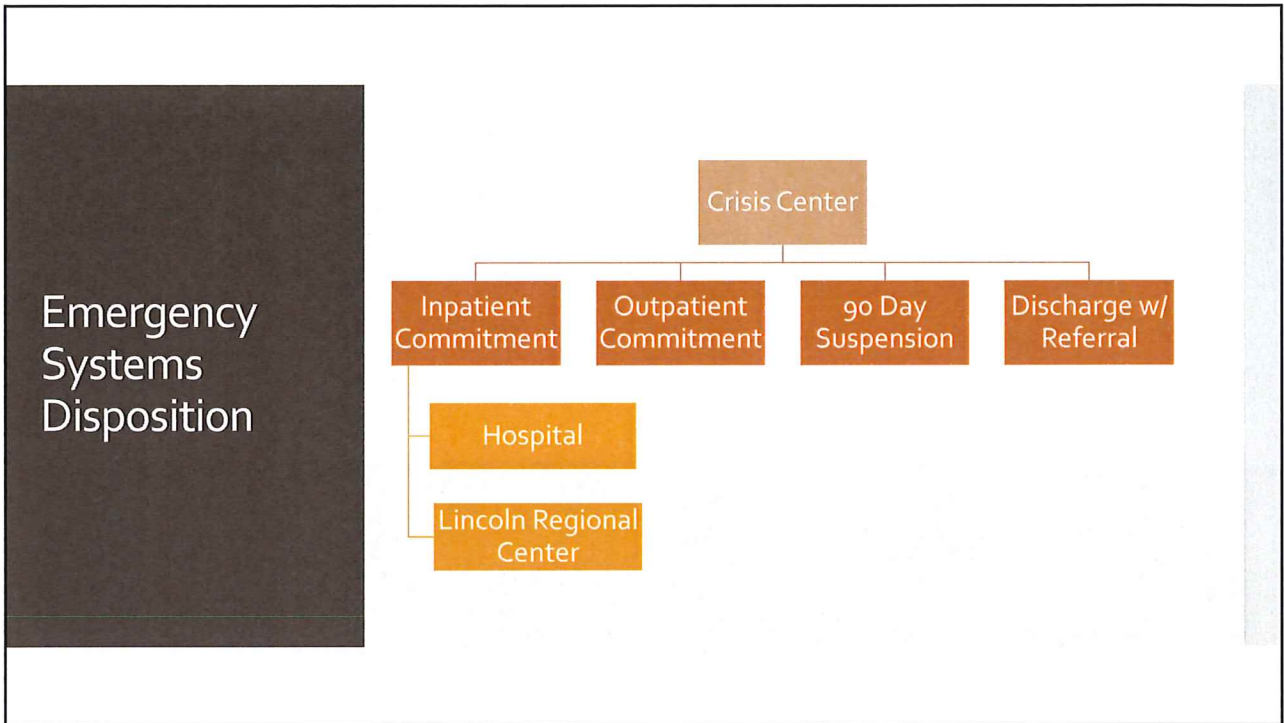 Emergency
Systems
Disposition
Crisis Center
Inpatient
Commitment
Outpatient
Commitment
90 Day
Suspension
Discharge w/
Referral
Hospital
Lincoln Regional
Center